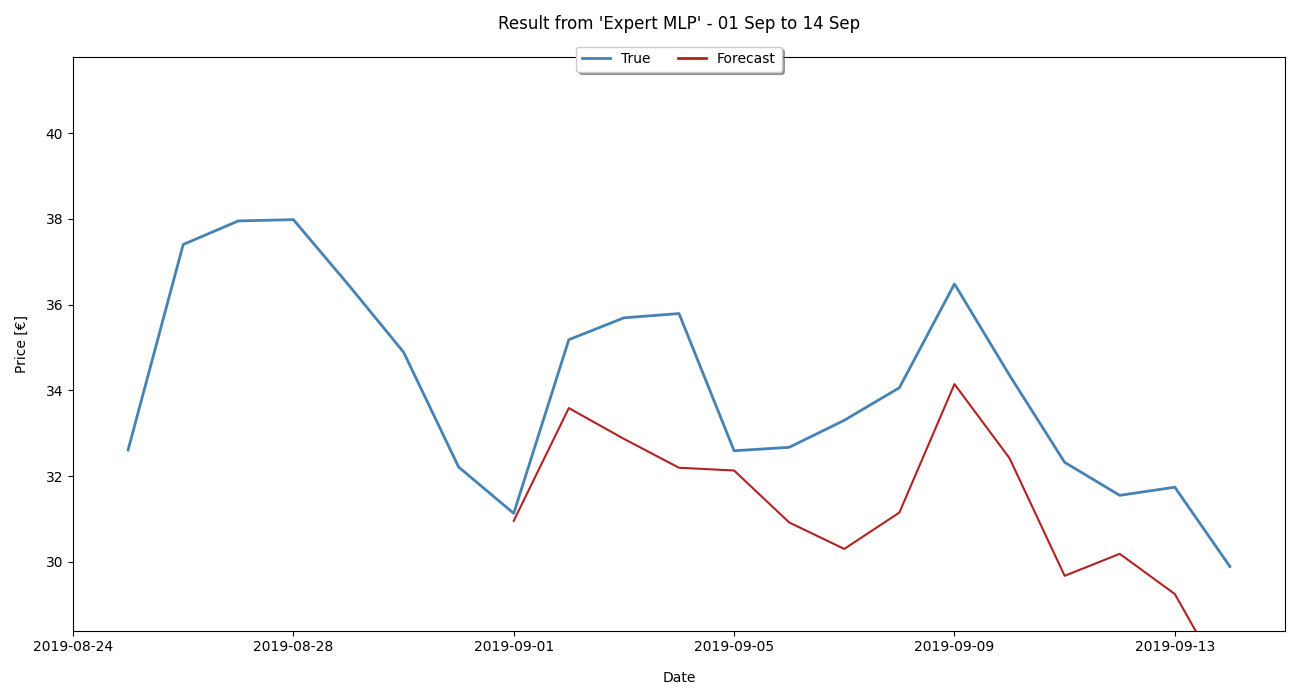 Result from 'Expert MLP' - 01 Sep to 14 Sep
True Forecast
40
38
36
34
32
30
Price [€]
2019-08-24 2019-08-28 2019-09-01 2019-09-05 2019-09-09 2019-09-13
Date